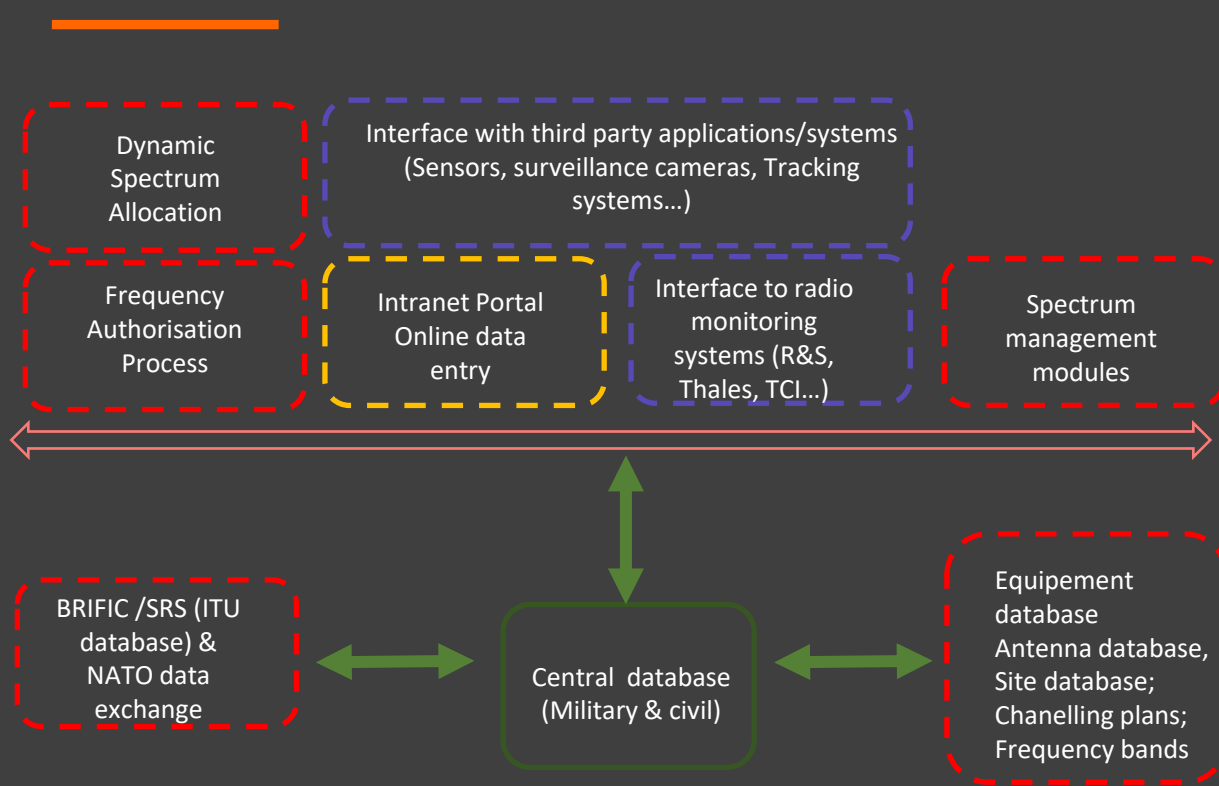 Dynamic
Spectrum
Allocation
Interface with third party applications/systems
(Sensors, surveillance cameras, Tracking
systems...)
Frequency
Authorisation
Process
Intranet Portal
Online data
entry
Interface to radio
monitoring
systems (R&S,
Thales, TCI...)
Spectrum
management
modules
BRIFIC /SRS (ITU
database) &
NATO data
exchange
Central  database
(Military & civil)
Equipement
database
Antenna database,
Site database;
Chanelling plans;
Frequency bands